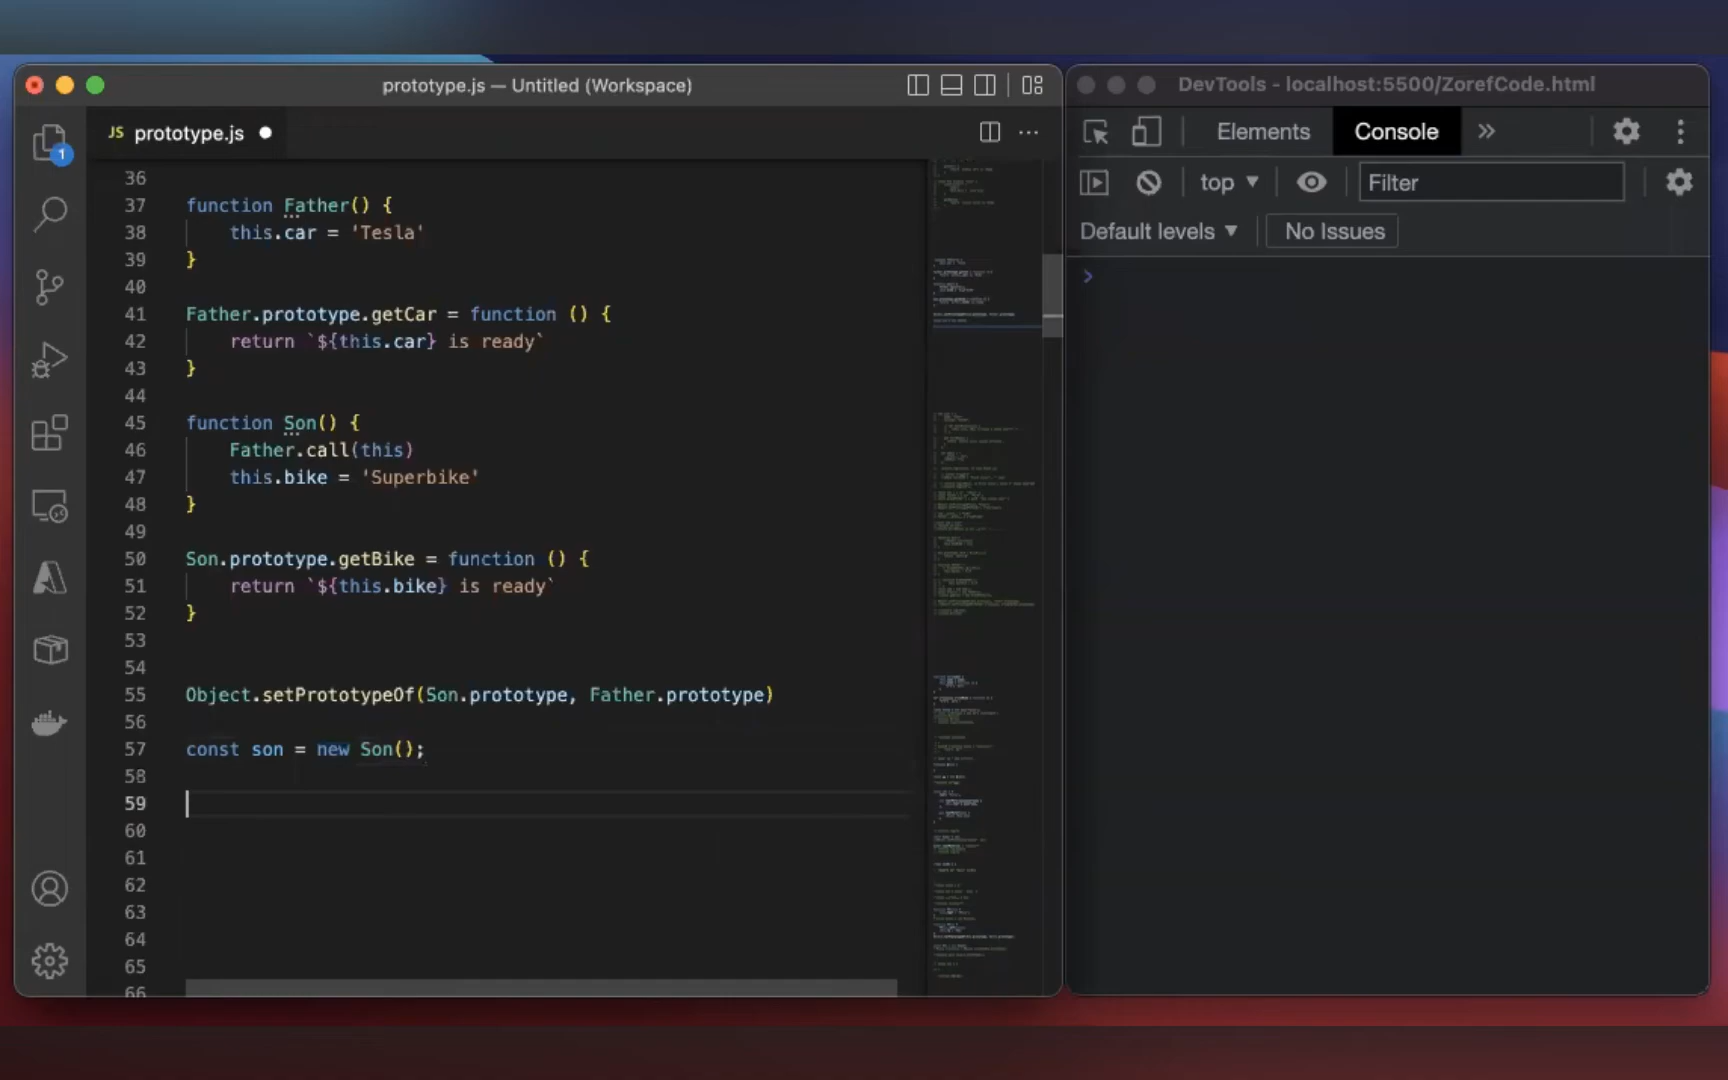 prototype.js — Untitled (Workspace)
JS prototype.js
1
36
37 function Father() {
38 this.car = 'Tesla'
39 }
40
41 Father.prototype.getCar = function () {
42 return `${this.car} is ready`
43 }
44
45 function Son() {
46 Father.call(this)
47 this.bike = 'Superbike'
48 }
49
50 Son.prototype.getBike = function () {
51 return `${this.bike} is ready`
52 }
53
54
55 Object.setPrototypeOf(Son.prototype, Father.prototype)
56
57 const son = new Son();
58
59
60
61
62
63
64
65
66
DevTools - localhost:5500/ZorefCode.html
Elements Console »
top ▼ Filter
Default levels ▼ No Issues
>